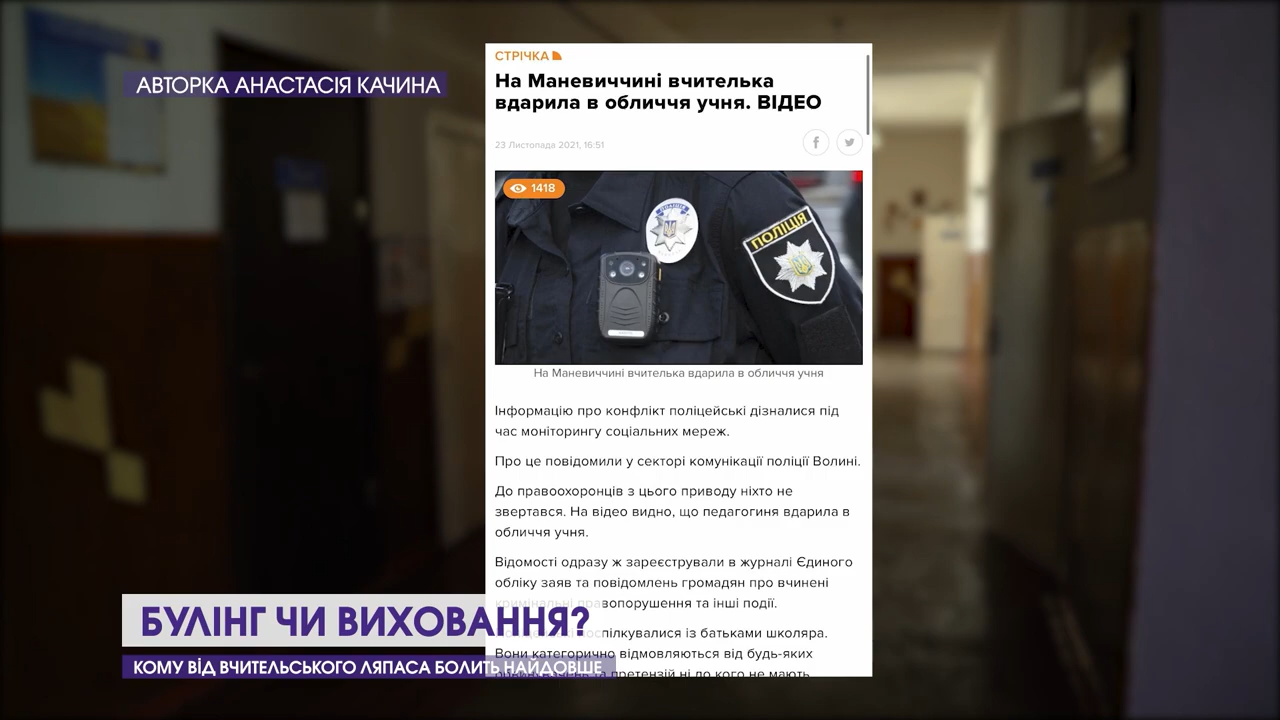 АВТОРКА АНАСТАСІЯ КАЧИНА
СТРІЧКА
На Маневиччині вчителька
вдарила в обличчя учня. ВІДЕО
23 Листопада 2021, 16:51
1418
ПОЛІЦІЯ
ПОЛІЦІЯ
На Маневиччині вчителька вдарила в обличчя учня
Інформацію про конфлікт поліцейські дізналися під
час моніторингу соціальних мереж.
Про це повідомили у секторі комунікації поліції Волині.
До правоохоронців з цього приводу ніхто не
звертався. На відео видно, що педагогиня вдарила в
обличчя учня.
Відомості одразу ж зареєстрували в журналі Єдиного
обліку заяв та повідомлень громадян про вчинені
кримінальні правопорушення та інші події.
поспілкувалися із батьками школяра.
Вони категорично відмовляються від будь-яких
та претензій ні до кого не мають
БУЛІНГ ЧИ ВИХОВАННЯ?
КОМУ ВІД ВЧИТЕЛЬСЬКОГО ЛЯПАСА БОЛИТЬ НАЙДОВШЕ